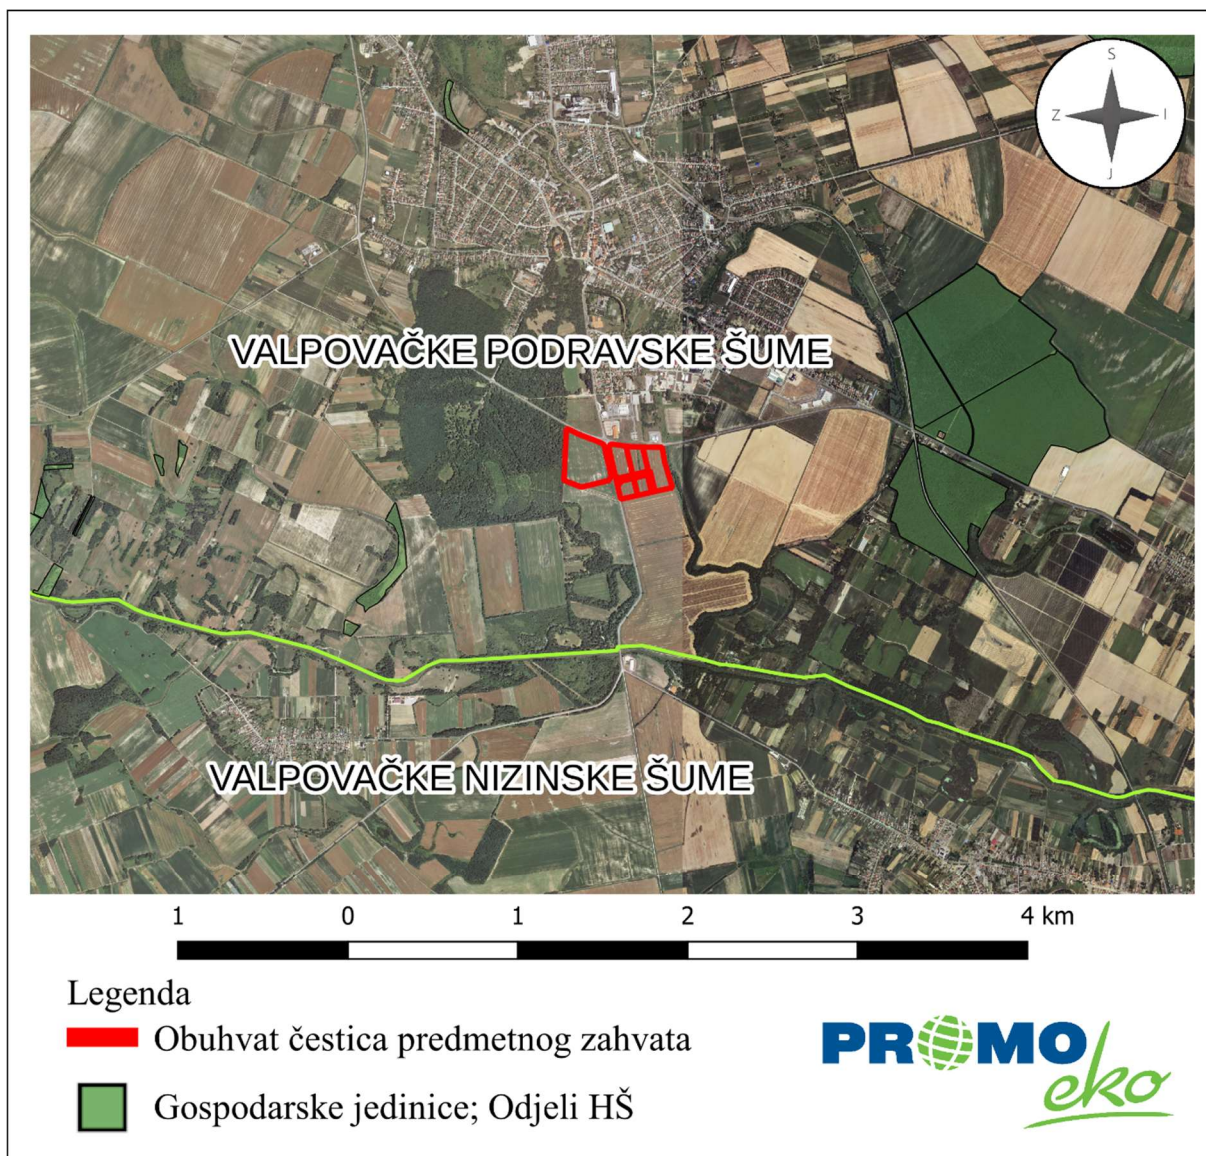 S
Z
I
J
VALPOVAČKE PODRAVSKE ŠUME
VALPOVAČKE NIZINSKE ŠUME
1 0 1 2 3 4 km
Legenda
Obuhvat čestica predmetnog zahvata
Gospodarske jedinice; Odjeli HŠ
PROMO
eko